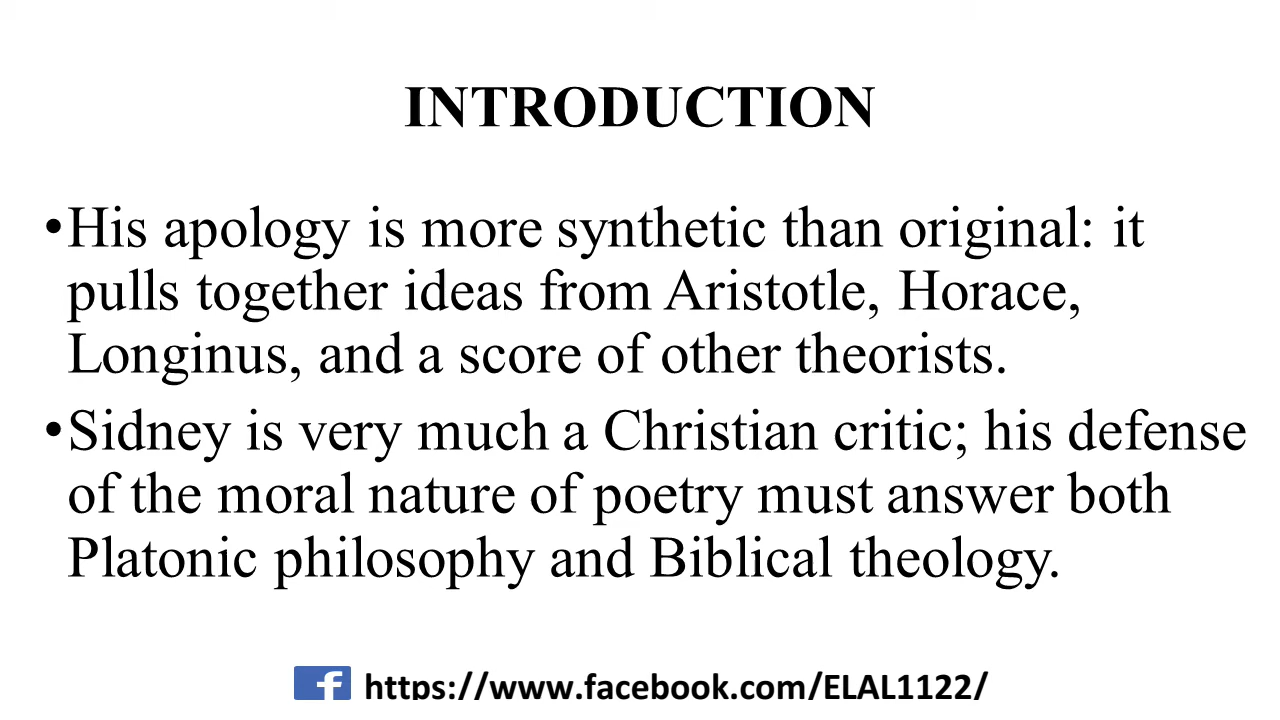 INTRODUCTION
•His apology is more synthetic than original: it
pulls together ideas from Aristotle, Horace,
Longinus, and a score of other theorists.
•Sidney is very much a Christian critic; his defense
of the moral nature of poetry must answer both
Platonic philosophy and Biblical theology.
f https://www.facebook.com/ELAL1122/